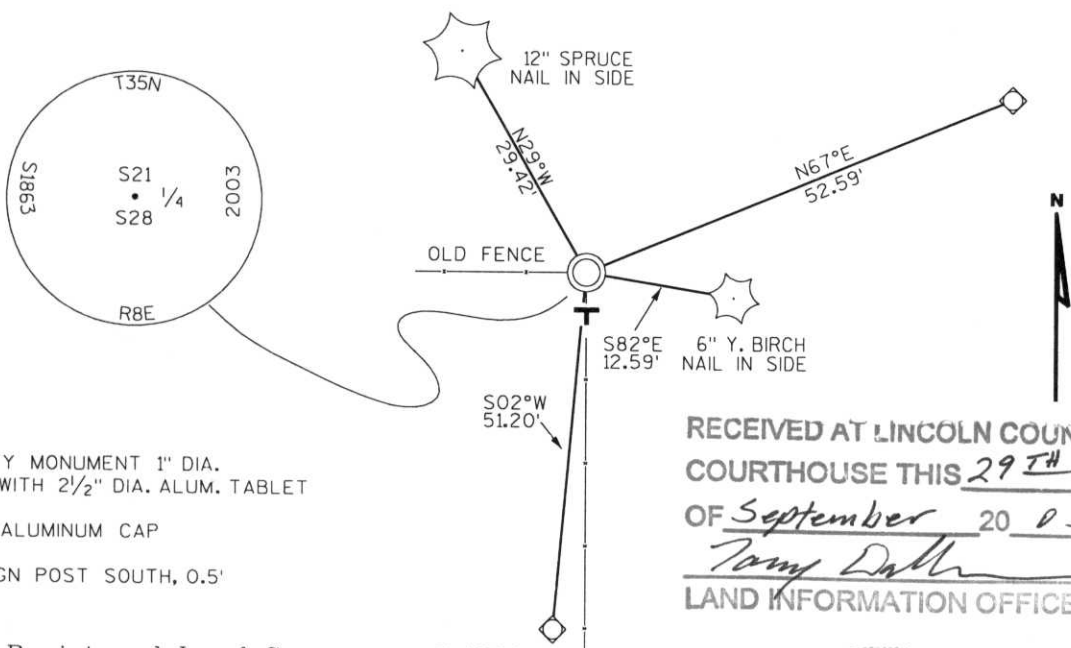 T35N
S1863
S21
1/4
S28
2003
R8E
12" SPRUCE
NAIL IN SIDE
N29°W
29.42'
N67°E
52.59'
N
OLD FENCE
S82°E
12.59'
6" Y. BIRCH
NAIL IN SIDE
S02°W
51.20'
T
Y MONUMENT 1" DIA.
WITH 2 1/2" DIA. ALUM. TABLET
ALUMINUM CAP
GN POST SOUTH, 0.5'
RECEIVED AT LINCOLN COUN
COURTHOUSE THIS 29TH
OF September 20 0
LAND INFORMATION OFFICE